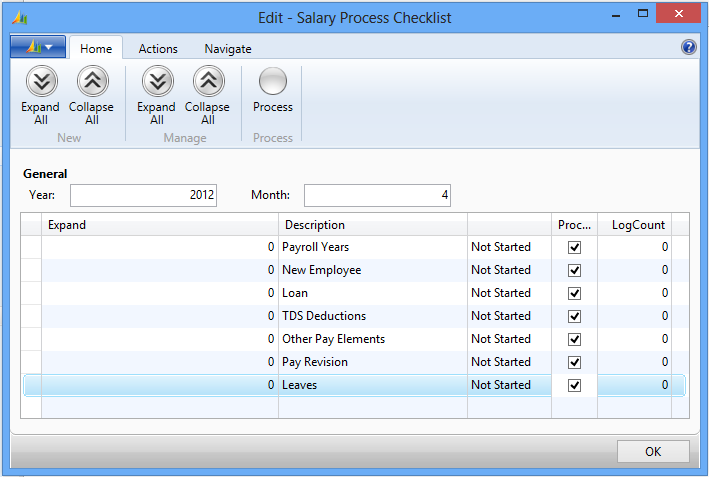 Edit - Salary Process Checklist
Home Actions Navigate
Expand All Collapse All Expand All Collapse All Process
New Manage Process
General
Year: 2012 Month: 4
Expand Description Proc... LogCount
0 Payroll Years Not Started 0
0 New Employee Not Started 0
0 Loan Not Started 0
0 TDS Deductions Not Started 0
0 Other Pay Elements Not Started 0
0 Pay Revision Not Started 0
0 Leaves Not Started 0
OK